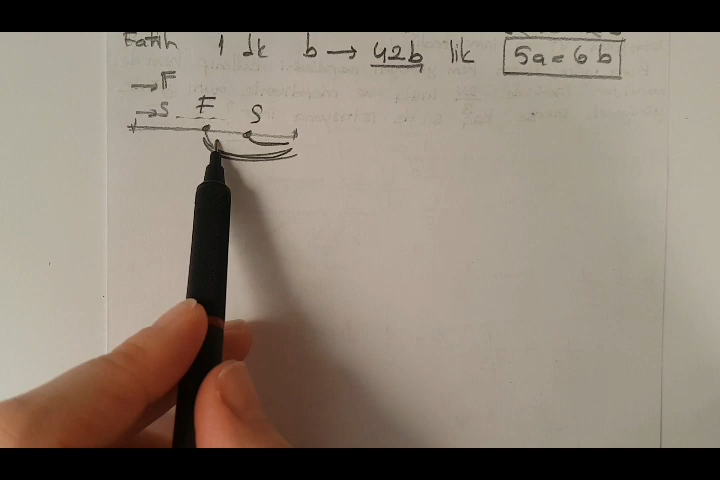 Fatih 1 dk b → 42b lik 5a = 6b
→ F
→ S F S